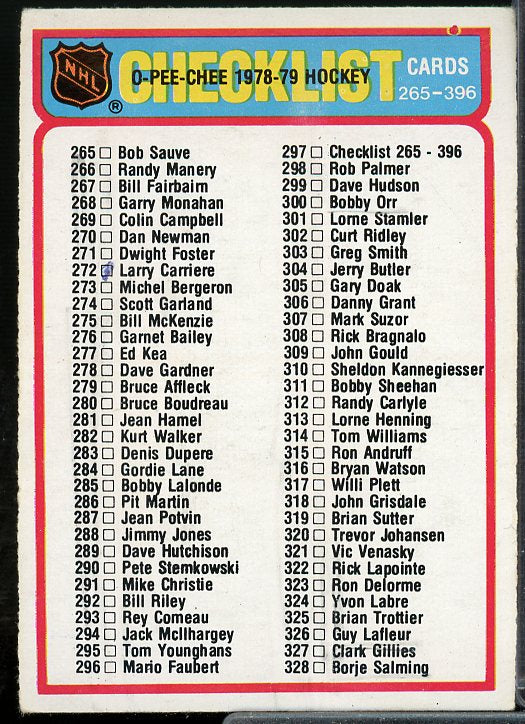 NHL
®
CHECKLIST
O-PEE-CHEE 1978-79 HOCKEY
CARDS
265-396
265 Bob Sauve
266 Randy Manery
267 Bill Fairbairn
268 Garry Monahan
269 Colin Campbell
270 Dan Newman
271 Dwight Foster
272 Larry Carriere
273 Michel Bergeron
274 Scott Garland
275 Bill McKenzie
276 Garnet Bailey
277 Ed Kea
278 Dave Gardner
279 Bruce Affleck
280 Bruce Boudreau
281 Jean Hamel
282 Kurt Walker
283 Denis Dupere
284 Gordie Lane
285 Bobby Lalonde
286 Pit Martin
287 Jean Potvin
288 Jimmy Jones
289 Dave Hutchison
290 Pete Stemkowski
291 Mike Christie
292 Bill Riley
293 Rey Comeau
294 Jack McIlhargey
295 Tom Younghans
296 Mario Faubert
297 Checklist 265 - 396
298 Rob Palmer
299 Dave Hudson
300 Bobby Orr
301 Lorne Stamler
302 Curt Ridley
303 Greg Smith
304 Jerry Butler
305 Gary Doak
306 Danny Grant
307 Mark Suzor
308 Rick Bragnalo
309 John Gould
310 Sheldon Kannegiesser
311 Bobby Sheehan
312 Randy Carlyle
313 Lorne Henning
314 Tom Williams
315 Ron Andruff
316 Bryan Watson
317 Willi Plett
318 John Grisdale
319 Brian Sutter
320 Trevor Johansen
321 Vic Venasky
322 Rick Lapointe
323 Ron Delorme
324 Yvon Labre
325 Brian Trottier
326 Guy Lafleur
327 Clark Gillies
328 Borje Salming